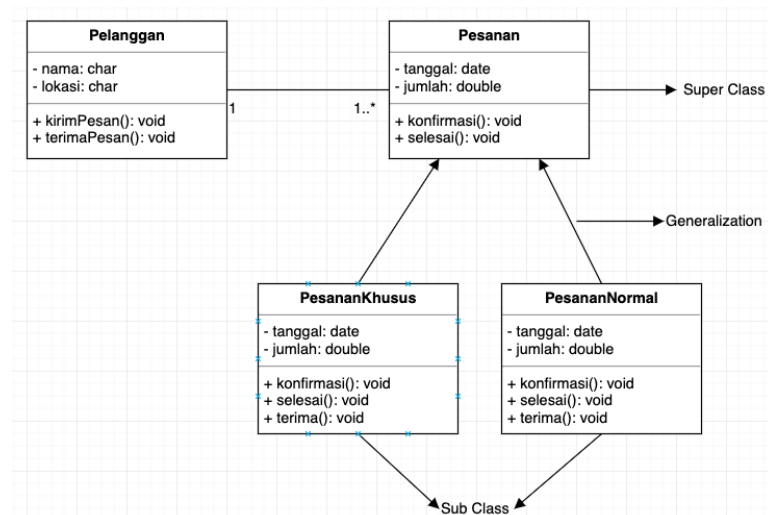 Pelanggan
- nama: char
- lokasi: char
+ kirimPesan(): void
+ terimaPesan(): void
1
1..*
Pesanan
- tanggal: date
- jumlah: double
+ konfirmasi(): void
+ selesai(): void
Super Class
Generalization
PesananKhusus
- tanggal: date
- jumlah: double
+ konfirmasi(): void
+ selesai(): void
+ terima(): void
PesananNormal
- tanggal: date
- jumlah: double
+ konfirmasi(): void
+ selesai(): void
+ terima(): void
Sub Class